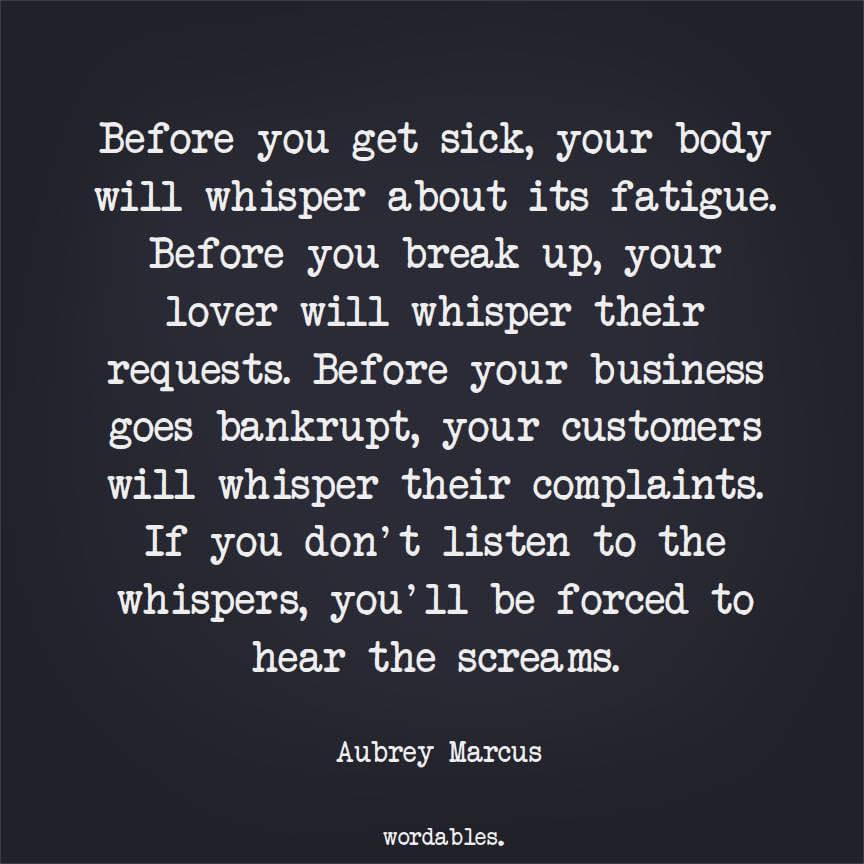 Before you get sick, your body
will whisper about its fatigue.
Before you break up, your
lover will whisper their
requests. Before your business
goes bankrupt, your customers
will whisper their complaints.
If you don't listen to the
whispers, you'll be forced to
hear the screams.
Aubrey Marcus
wordables.